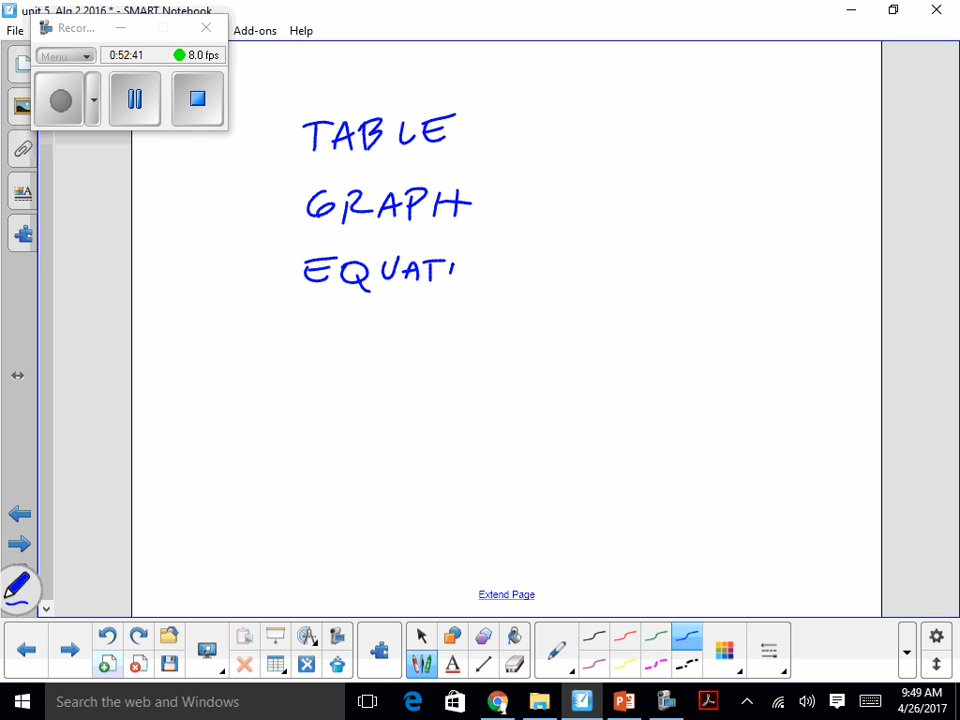 unit 5 Alg 2 2016 * - SMART Notebook
Recor...
File
Add-ons
Help
Menu
0:52:41
8.0 fps
TABLE
GRAPH
EQUATI
Extend Page
Search the web and Windows
9:49 AM
4/26/2017